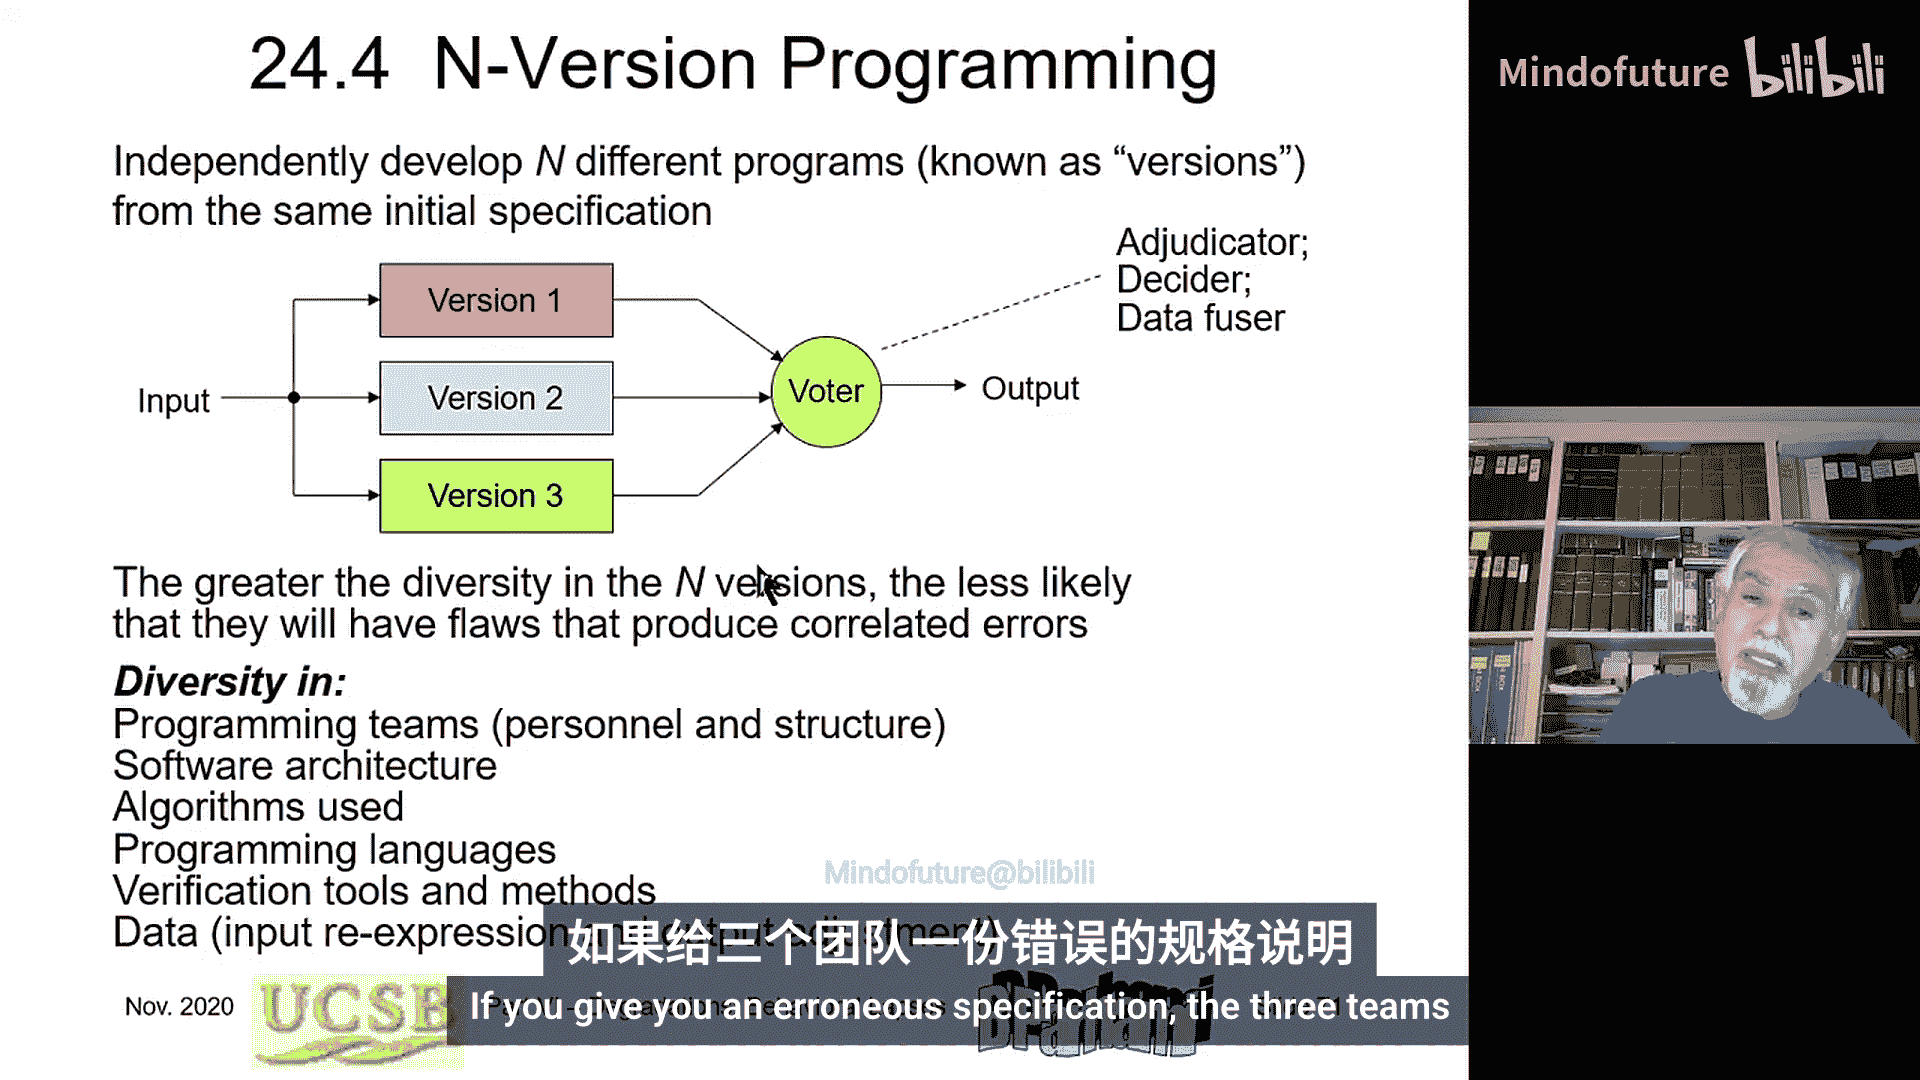 24.4 N-Version Programming
Mindofuture bilibili
Independently develop N different programs (known as “versions”)
from the same initial specification
Adjudicator;
Decider;
Data fuser
Version 1
Version 2
Version 3
Input
Voter
Output
The greater the diversity in the N versions, the less likely
that they will have flaws that produce correlated errors
Diversity in:
Programming teams (personnel and structure)
Software architecture
Algorithms used
Programming languages
Verification tools and methods
Mindofuture@bilibili
Data (input re-expression and output adjustment)
如果给三个团队一份错误的规格说明
Nov. 2020
UCSB
If you give you an erroneous specification, the three teams